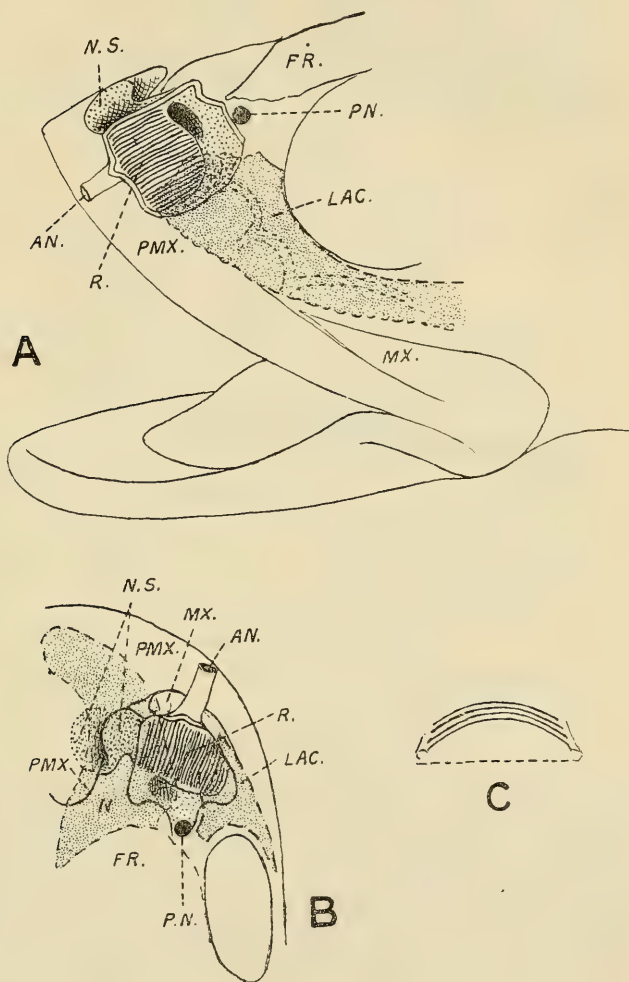 N.S.
FR.
PN.
LAC.
AN.
PMX.
R.
MX.
A
N.S.
MX.
PMX.
AN.
R.
LAC.
PMX.
N
FR.
P.N.
B
C